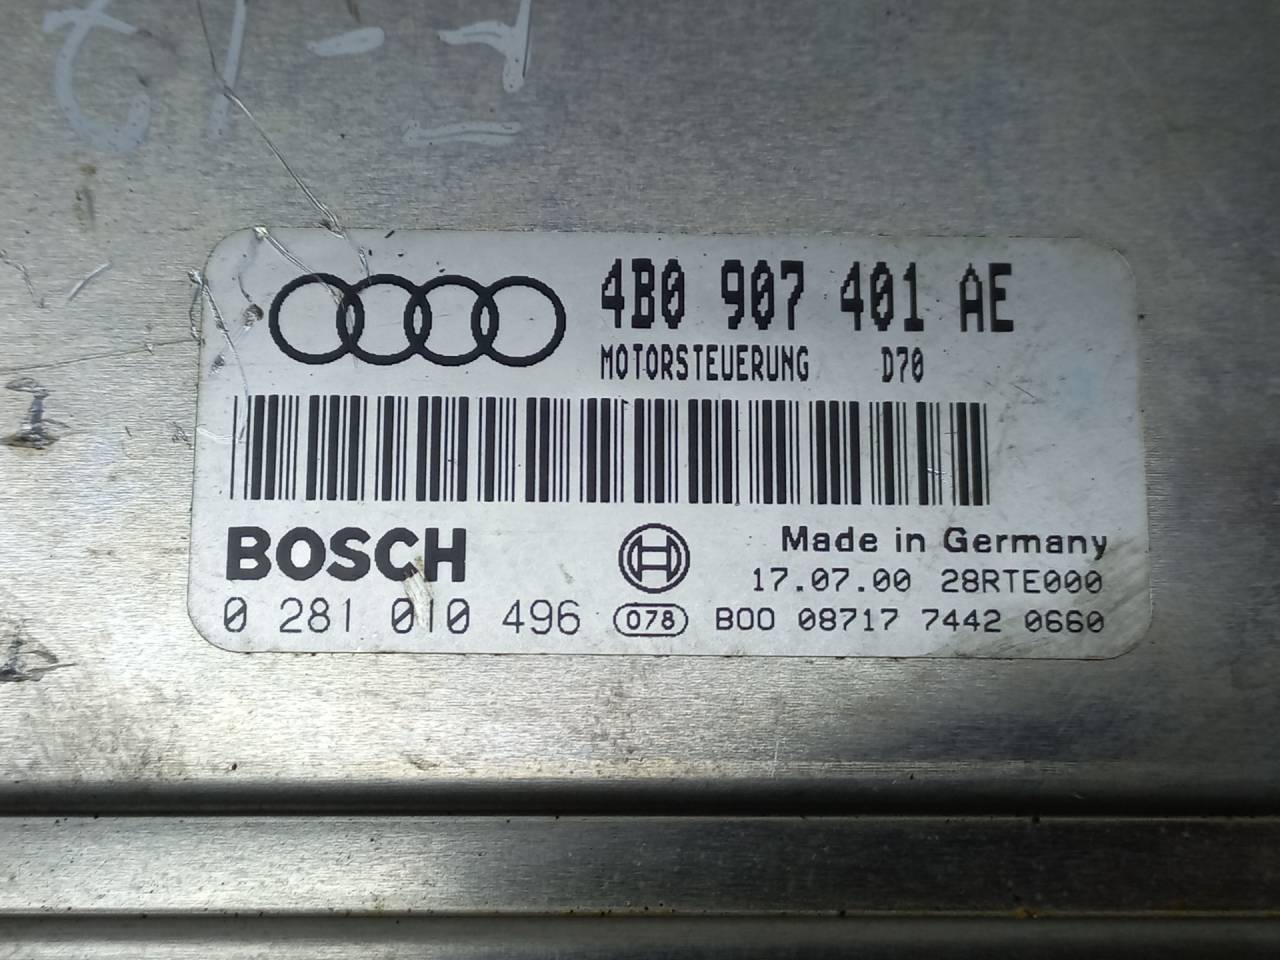 4B0 907 401 AE
MOTORSTEUERUNG D70
BOSCH
Made in Germany
17.07.00 28RTE000
0 281 010 496 078 B00 08717 7442 0660